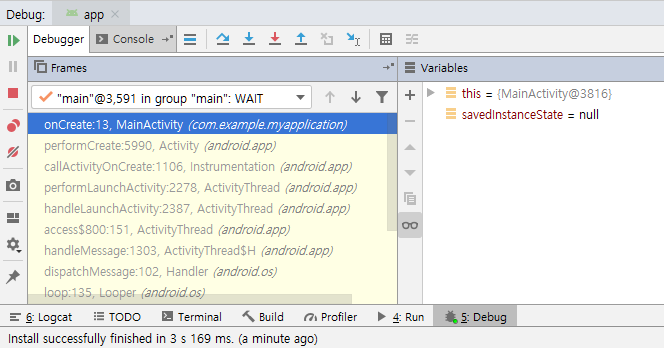 Debug: app
Debugger Console
Frames
"main"@3,591 in group "main": WAIT
onCreate:13, MainActivity (com.example.myapplication)
performCreate:5990, Activity (android.app)
callActivityOnCreate:1106, Instrumentation (android.app)
performLaunchActivity:2278, ActivityThread (android.app)
handleLaunchActivity:2387, ActivityThread (android.app)
access$800:151, ActivityThread (android.app)
handleMessage:1303, ActivityThread$H (android.app)
dispatchMessage:102, Handler (android.os)
loop:135, Looper (android.os)
Variables
this = {MainActivity@3816}
savedInstanceState = null
6: Logcat TODO Terminal Build Profiler 4: Run 5: Debug
Install successfully finished in 3 s 169 ms. (a minute ago)